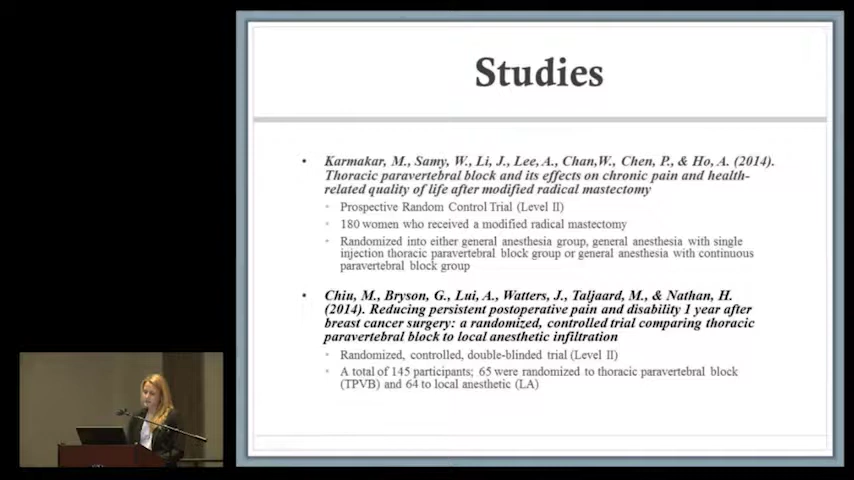 Studies
• Karmakar, M., Samy, W., Li, J., Lee, A., Chan,W., Chen, P., & Ho, A. (2014).
Thoracic paravertebral block and its effects on chronic pain and health-
related quality of life after modified radical mastectomy
• Prospective Random Control Trial (Level II)
• 180 women who received a modified radical mastectomy
• Randomized into either general anesthesia group, general anesthesia with single
injection thoracic paravertebral block group or general anesthesia with continuous
paravertebral block group
• Chiu, M., Bryson, G., Lui, A., Watters, J., Taljaard, M., & Nathan, H.
(2014). Reducing persistent postoperative pain and disability 1 year after
breast cancer surgery: a randomized, controlled trial comparing thoracic
paravertebral block to local anesthetic infiltration
• Randomized, controlled, double-blinded trial (Level II)
• A total of 145 participants; 65 were randomized to thoracic paravertebral block
(TPVB) and 64 to local anesthetic (LA)